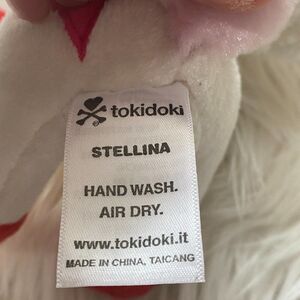 tokidoki
STELLINA
HAND WASH.
AIR DRY.
www.tokidoki.it
MADE IN CHINA, TAICANG